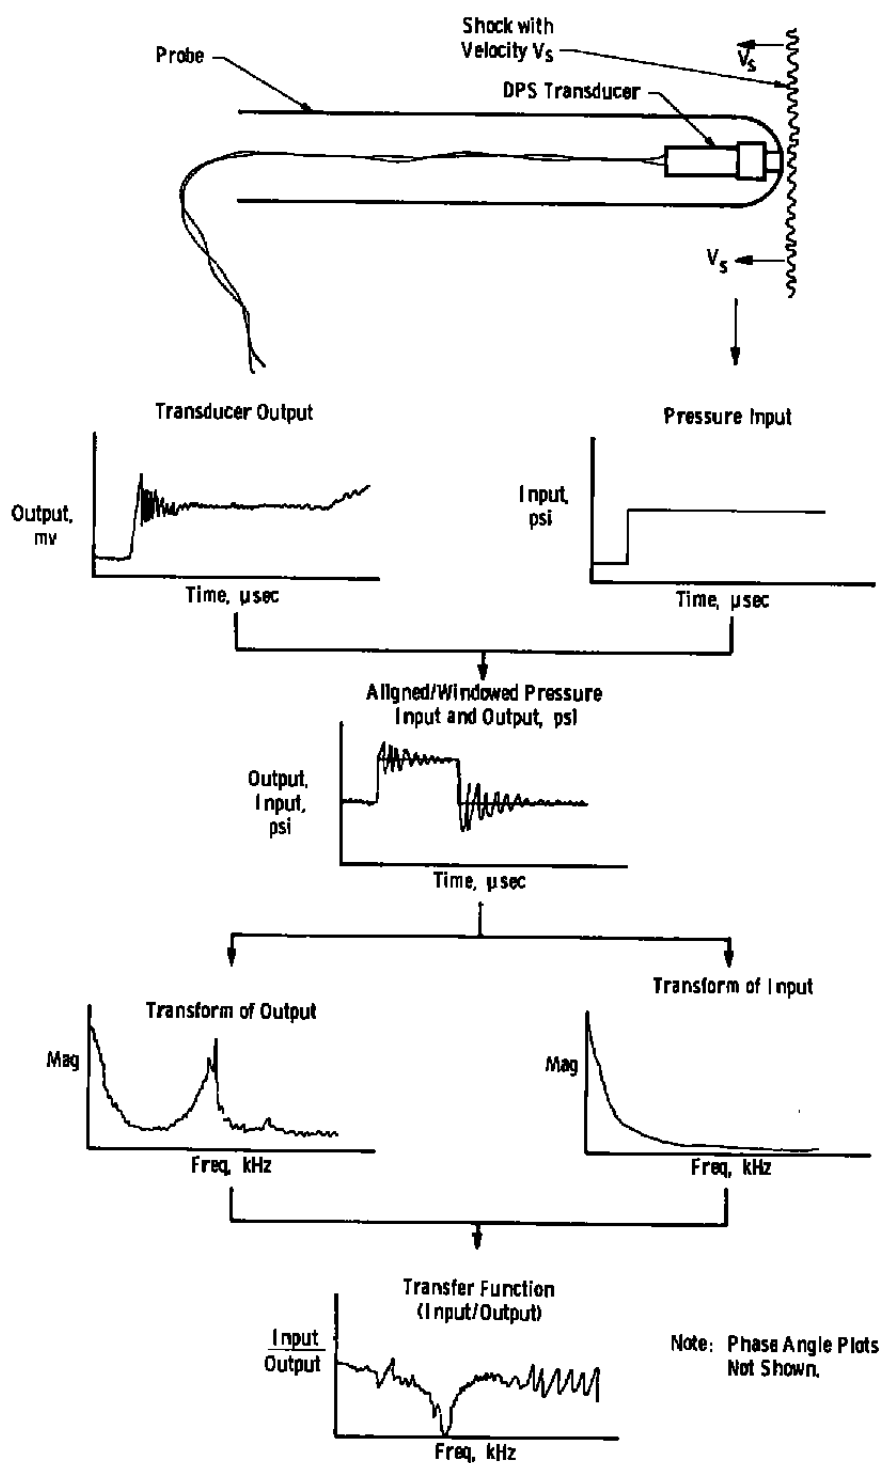 Shock with
Velocity VS
Probe
VS
DPS Transducer
VS
Transducer Output
Output,
mv
Time, μsec
Pressure Input
Input,
psi
Time, μsec
Aligned/Windowed Pressure
Input and Output, psi
Output,
Input,
psi
Time, μsec
Transform of Output
Mag
Freq, kHz
Transform of Input
Mag
Freq, kHz
Transfer Function
(Input/Output)
Input
Output
Freq, kHz
Note: Phase Angle Plots
Not Shown.